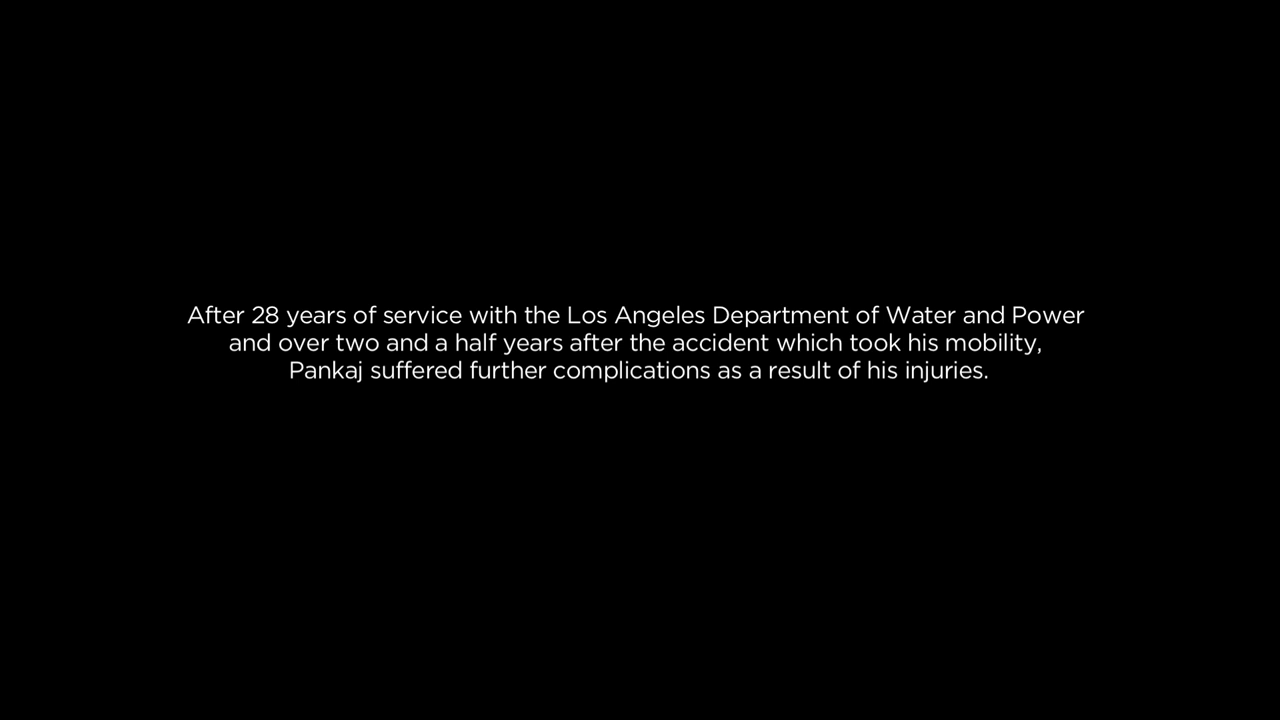 After 28 years of service with the Los Angeles Department of Water and Power
and over two and a half years after the accident which took his mobility,
Pankaj suffered further complications as a result of his injuries.